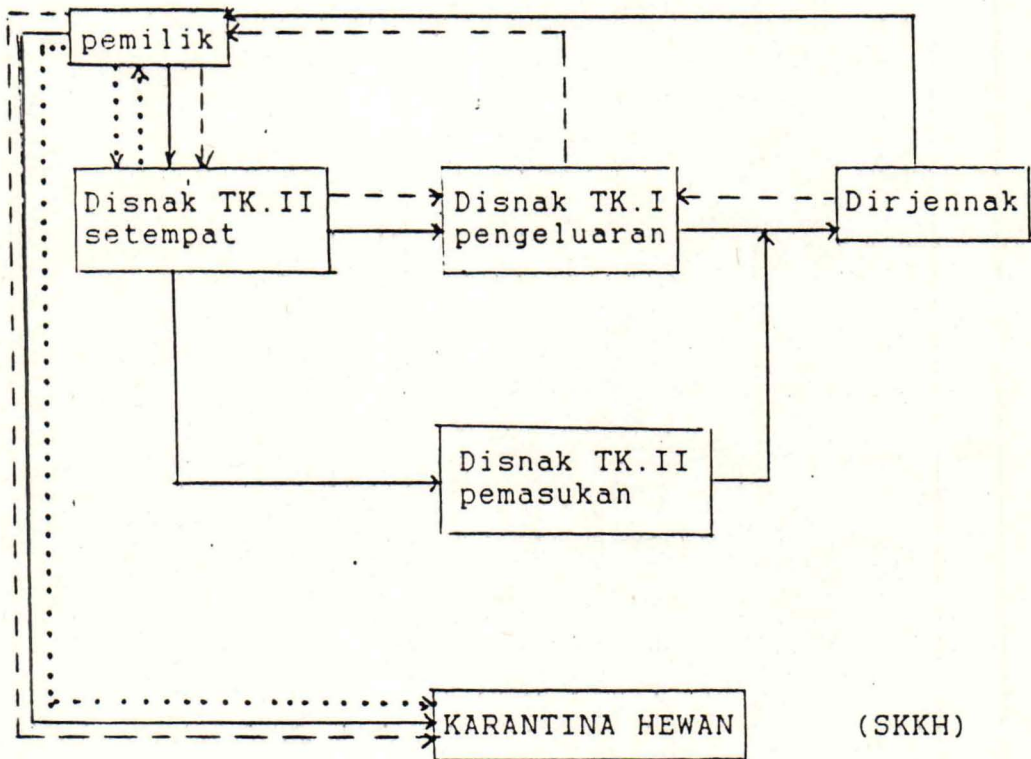 pemilik
Disnak TK.II
setempat
Disnak TK.I
pengeluaran
Dirjennak
Disnak TK.II
pemasukan
KARANTINA HEWAN
(SKKH)